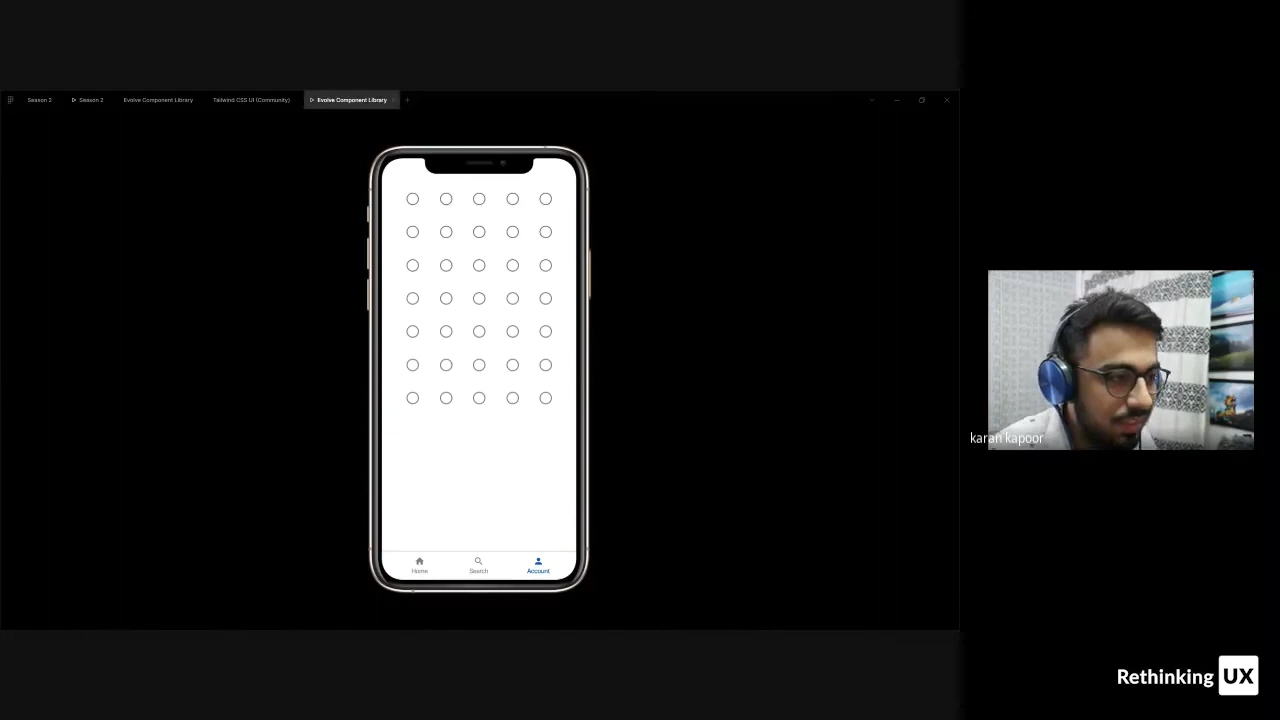 Season 3
Season 2
Evolve Component Library
Tailwind CSS UI (Community)
Evolve Component Library
karan kapoor
Home
Search
Account
Rethinking UX